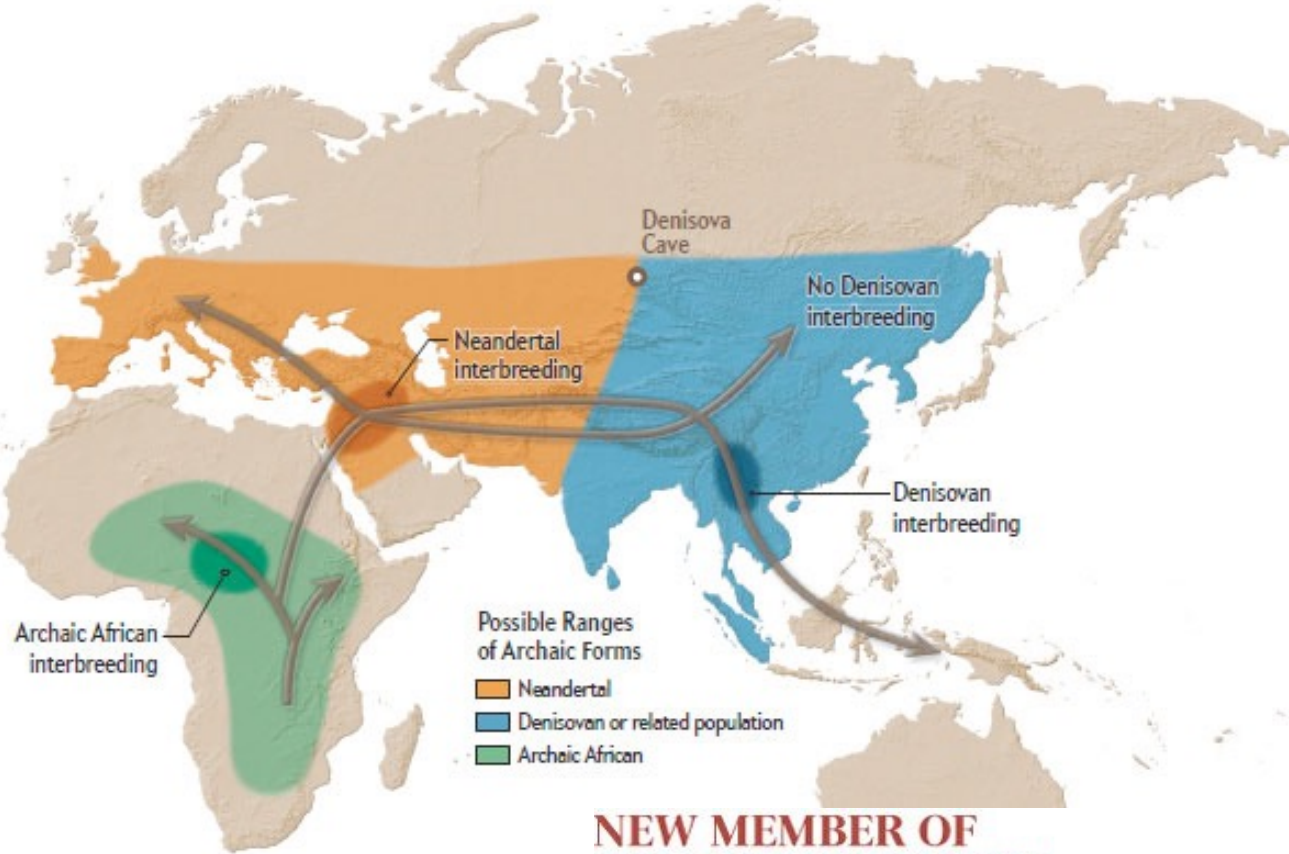 Denisova
Cave
No Denisovan
interbreeding
Neandertal
interbreeding
Denisovan
interbreeding
Archaic African
interbreeding
Possible Ranges
of Archaic Forms
Neandertal
Denisovan or related population
Archaic African
NEW MEMBER OF